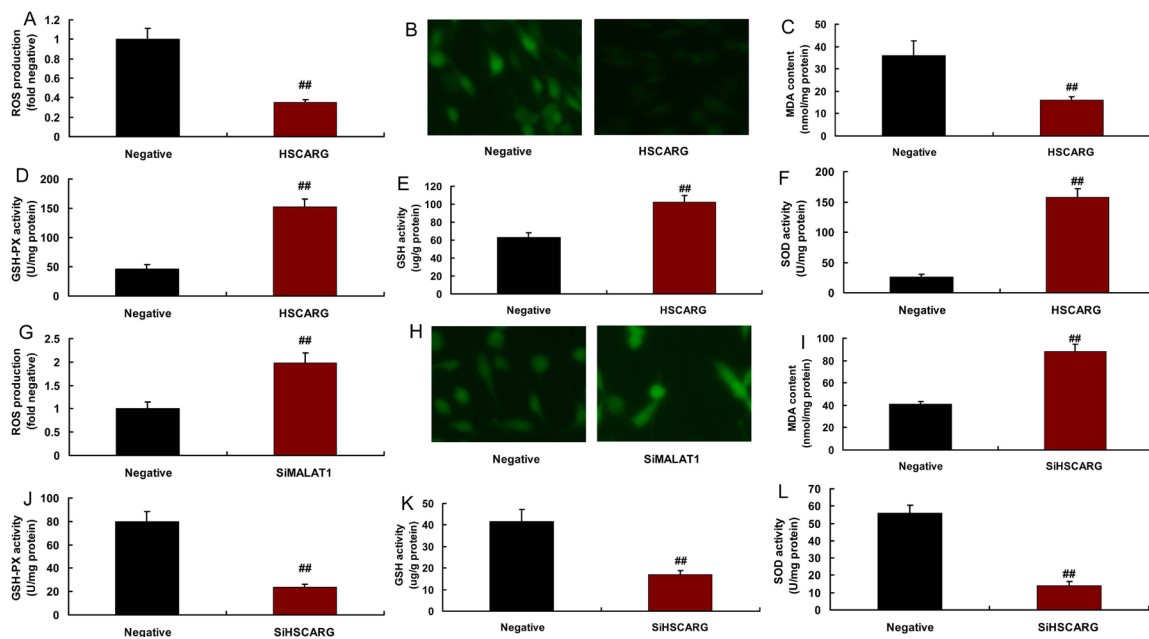 A
ROS production
(fold negative)
1.2
1
0.8
0.6
0.4
0.2
0
##
Negative
HSCARG
B
Negative
HSCARG
C
MDA content
(nmol/mg protein)
40
30
20
10
0
##
Negative
HSCARG
D
GSH-PX activity
(U/mg protein)
200
150
100
50
0
##
Negative
HSCARG
E
GSH activity
(ug/g protein)
120
100
80
60
40
20
0
##
Negative
HSCARG
F
SOD activity
(U/mg protein)
200
150
100
50
0
##
Negative
HSCARG
G
ROS production
(fold negative)
2.5
2
1.5
1
0.5
0
##
Negative
SiMALAT1
H
Negative
SiMALAT1
I
MDA content
(nmol/mg protein)
100
80
60
40
20
0
##
Negative
SiHSCARG
J
GSH-PX activity
(U/mg protein)
100
80
60
40
20
0
##
Negative
SiHSCARG
K
GSH activity
(ug/g protein)
50
40
30
20
10
0
##
Negative
SiHSCARG
L
SOD activity
(U/mg protein)
60
50
40
30
20
10
0
##
Negative
SiHSCARG